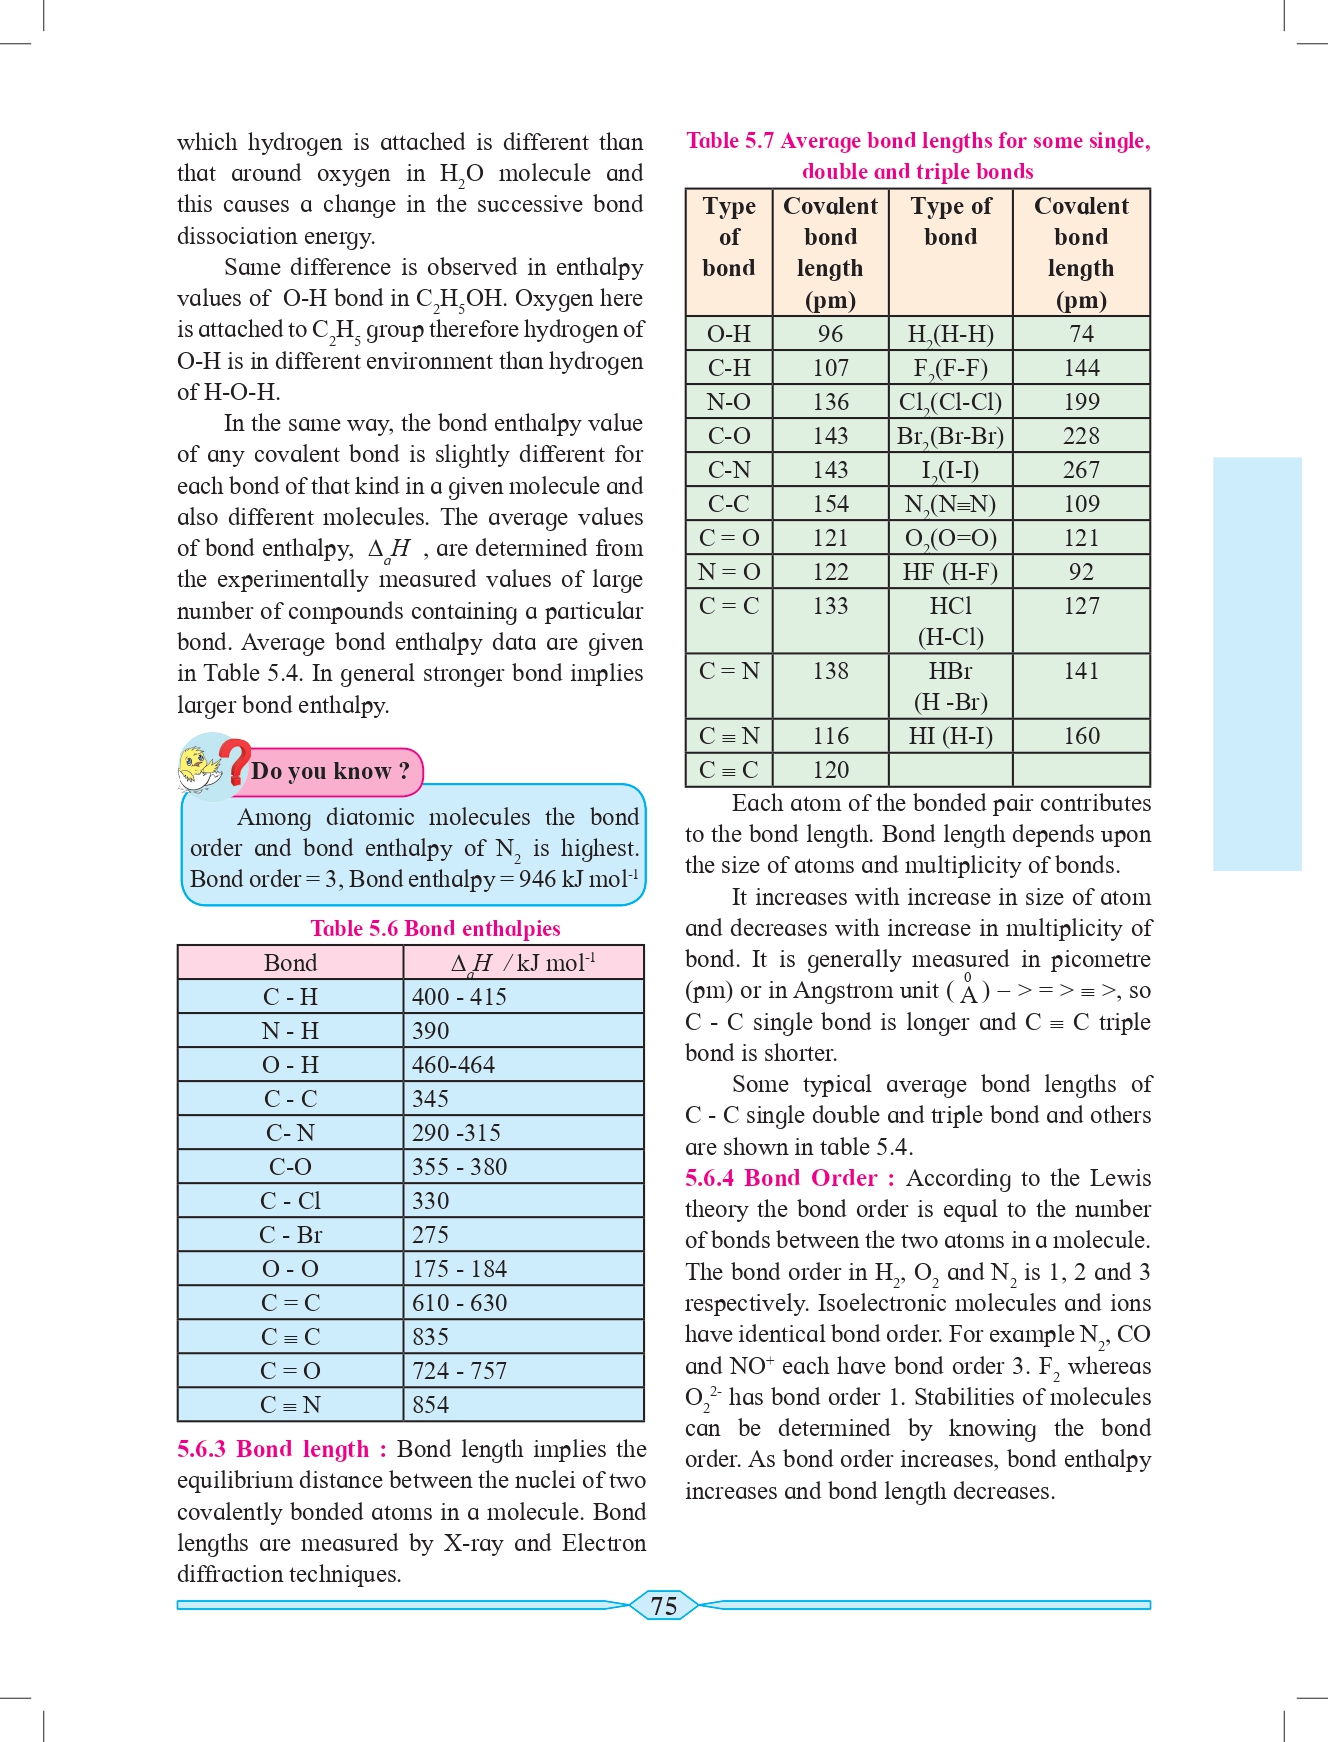 which hydrogen is attached is different than
that around oxygen in H₂O molecule and
this causes a change in the successive bond
dissociation energy.
Same difference is observed in enthalpy
values of O-H bond in C₂H₅OH. Oxygen here
is attached to C₂H₅ group therefore hydrogen of
O-H is in different environment than hydrogen
of H-O-H.
In the same way, the bond enthalpy value
of any covalent bond is slightly different for
each bond of that kind in a given molecule and
also different molecules. The average values
of bond enthalpy, ΔₐH , are determined from
the experimentally measured values of large
number of compounds containing a particular
bond. Average bond enthalpy data are given
in Table 5.4. In general stronger bond implies
larger bond enthalpy.
Do you know ?
Among diatomic molecules the bond
order and bond enthalpy of N₂ is highest.
Bond order = 3, Bond enthalpy = 946 kJ mol⁻¹
Table 5.6 Bond enthalpies
Bond ΔₐH / kJ mol⁻¹
C - H 400 - 415
N - H 390
O - H 460-464
C - C 345
C- N 290 -315
C-O 355 - 380
C - Cl 330
C - Br 275
O - O 175 - 184
C = C 610 - 630
C ≡ C 835
C = O 724 - 757
C ≡ N 854
5.6.3 Bond length : Bond length implies the
equilibrium distance between the nuclei of two
covalently bonded atoms in a molecule. Bond
lengths are measured by X-ray and Electron
diffraction techniques.
Table 5.7 Average bond lengths for some single,
double and triple bonds
Type Covalent Type of Covalent
of bond bond bond
bond length length
(pm) (pm)
O-H 96 H₂(H-H) 74
C-H 107 F₂(F-F) 144
N-O 136 Cl₂(Cl-Cl) 199
C-O 143 Br₂(Br-Br) 228
C-N 143 I₂(I-I) 267
C-C 154 N₂(N≡N) 109
C = O 121 O₂(O=O) 121
N = O 122 HF (H-F) 92
C = C 133 HCl 127
(H-Cl)
C = N 138 HBr 141
(H -Br)
C ≡ N 116 HI (H-I) 160
C ≡ C 120
Each atom of the bonded pair contributes
to the bond length. Bond length depends upon
the size of atoms and multiplicity of bonds.
It increases with increase in size of atom
and decreases with increase in multiplicity of
bond. It is generally measured in picometre
(pm) or in Angstrom unit ( A⁰ ) – > = > ≡ >, so
C - C single bond is longer and C ≡ C triple
bond is shorter.
Some typical average bond lengths of
C - C single double and triple bond and others
are shown in table 5.4.
5.6.4 Bond Order : According to the Lewis
theory the bond order is equal to the number
of bonds between the two atoms in a molecule.
The bond order in H₂, O₂ and N₂ is 1, 2 and 3
respectively. Isoelectronic molecules and ions
have identical bond order. For example N₂, CO
and NO⁺ each have bond order 3. F₂ whereas
O₂²⁻ has bond order 1. Stabilities of molecules
can be determined by knowing the bond
order. As bond order increases, bond enthalpy
increases and bond length decreases.
75